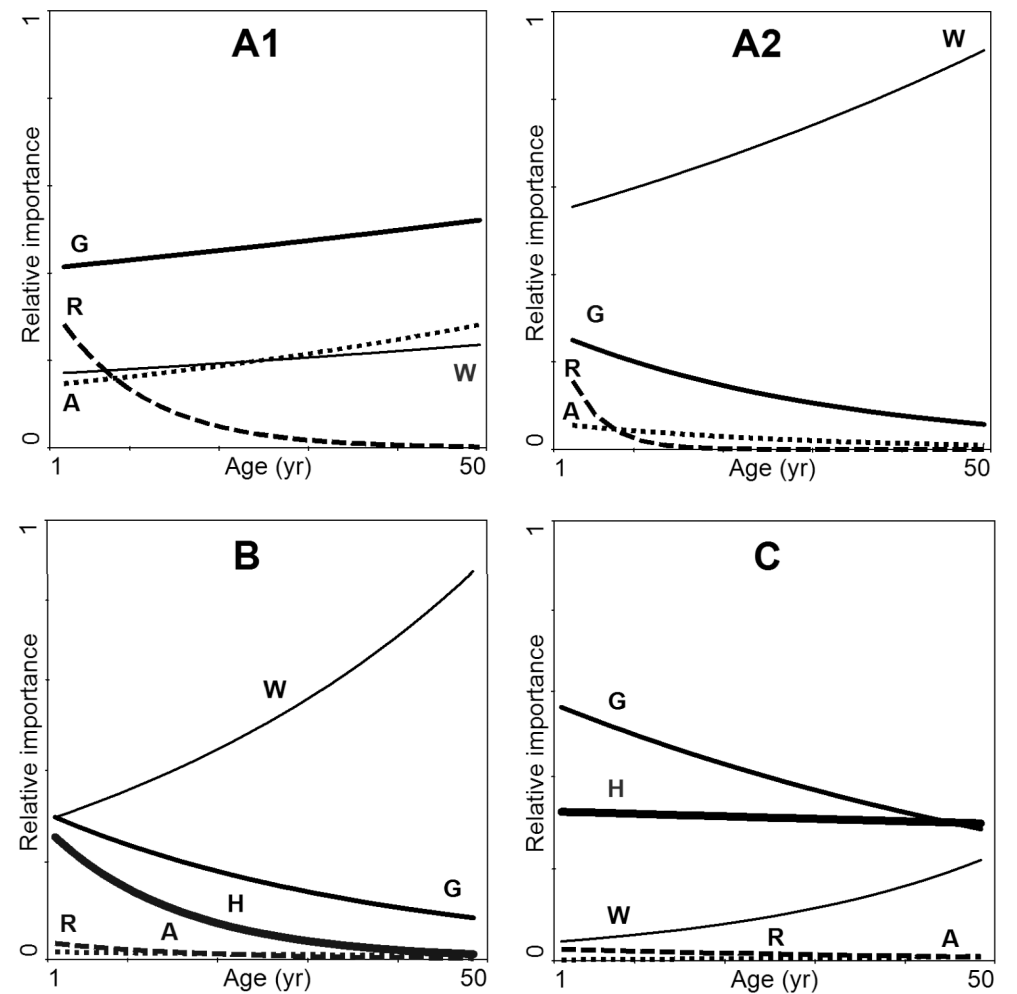 A1
1
Relative importance
G
R
A
W
0
1
Age (yr)
50
A2
1
Relative importance
W
G
R
A
0
1
Age (yr)
50
B
1
Relative importance
W
G
H
R
A
0
1
Age (yr)
50
C
1
Relative importance
G
H
W
R
A
0
1
Age (yr)
50